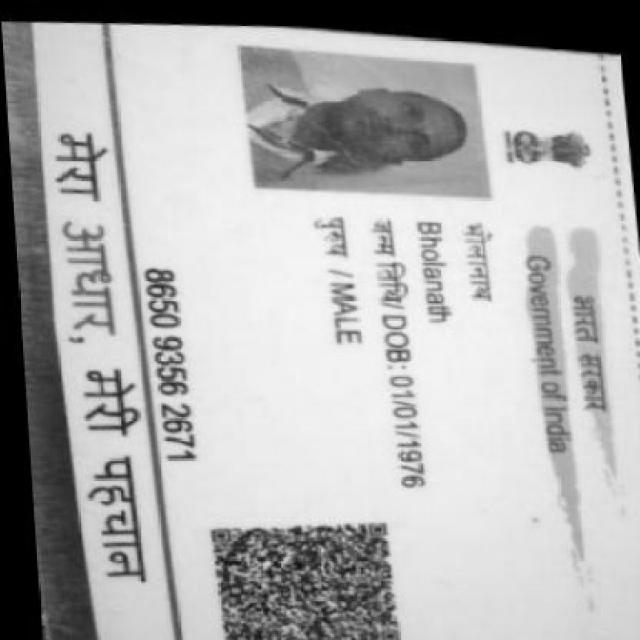 भारत सरकार
Government of India
भोलानाथ
Bholanath
जन्म तिथि / DOB: 01/01/1976
पुरुष / MALE
8650 9356 2671
मेरा आधार, मेरी पहचान